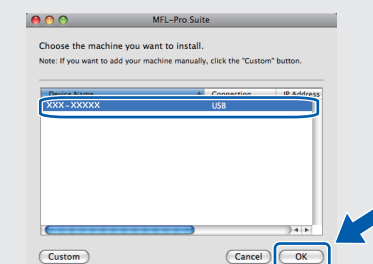 MFL-Pro Suite
Choose the machine you want to install.
Note: If you want to add your machine manually, click the "Custom" button.
Device Name Connection IP Address
XXX-XXXXX USB
Custom Cancel OK